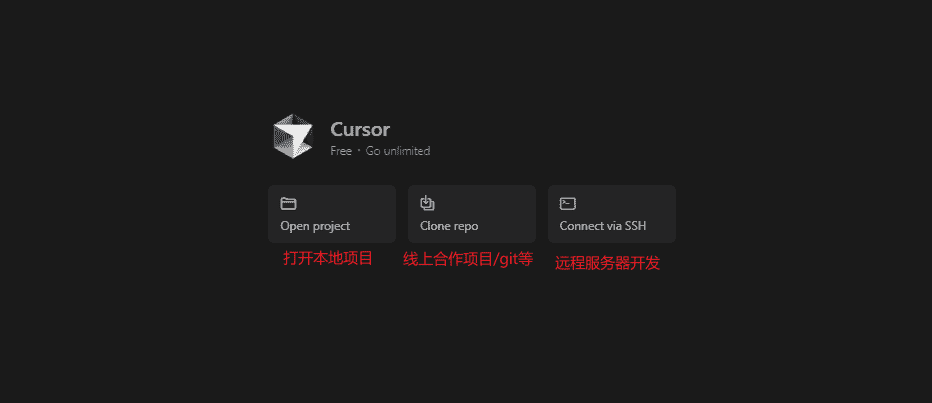 Cursor
Free · Go unlimited
Open project
Clone repo
Connect via SSH
打开本地项目
线上合作项目/git等
远程服务器开发